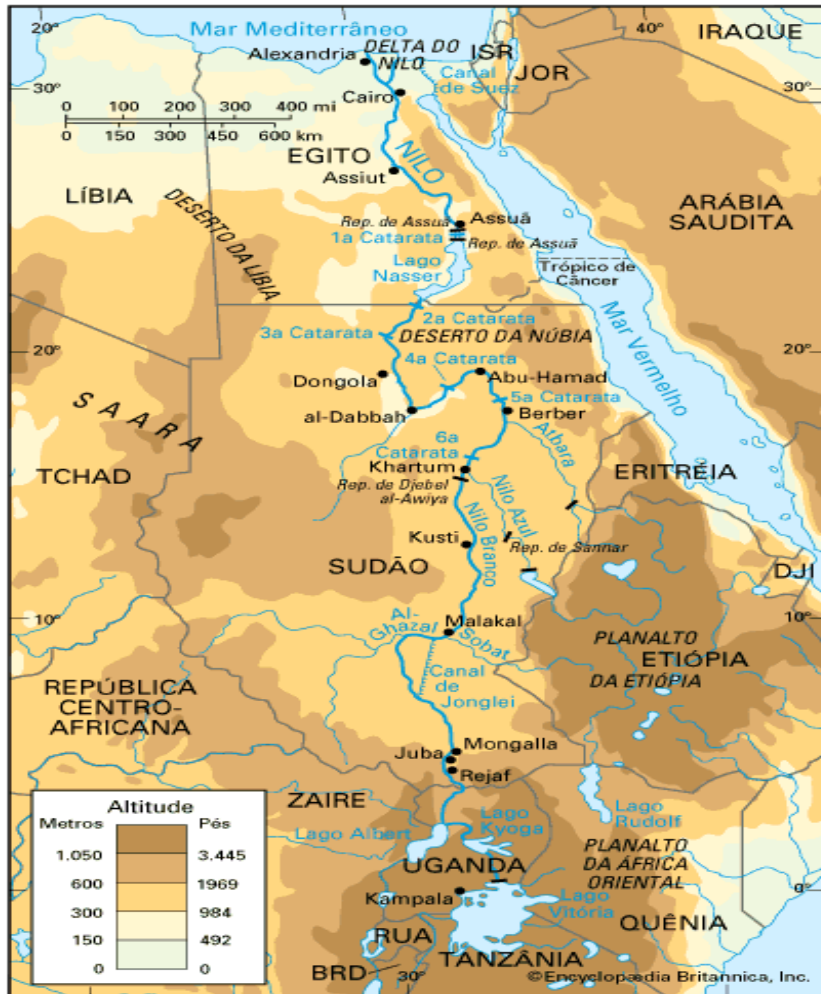 20°
Mar Mediterrâneo
40°
IRAQUE
Alexandria
DELTA DO
NILO
ISR
JOR
Canal
de Suez
30°
30°
Cairo
0 100 200 300 400 mi
0 150 300 450 600 km
EGITO
NILO
Assiut
LÍBIA
ARÁBIA
SAUDITA
DESERTO DA LÍBIA
Rep. de Assuã
Assuã
1a Catarata
Rep. de Assuã
Lago
Nasser
Trópico de
Câncer
2a Catarata
3a Catarata
DESERTO DA NÚBIA
Mar Vermelho
20°
20°
4a Catarata
Dongola
Abu-Hamad
al-Dabbah
5a Catarata
Berber
SAARA
6a
Catarata
Atbara
TCHAD
Khartum
ERITRÉIA
Rep. de Djebel
al-Awiya
Nilo Azul
Nilo Branco
Kusti
Rep. de Sannar
SUDÃO
DJI
10°
10°
Al-
Ghazal
Malakal
Sobat
PLANALTO
ETIÓPIA
DA ETIÓPIA
Canal
de
Jonglei
REPÚBLICA
CENTRO-
AFRICANA
Mongalla
Juba
Rejaf
Altitude
Metros Pés
1.050 3.445
600 1969
300 984
150 492
0 0
ZAIRE
Lago Albert
Lago
Kyoga
Lago
Rudolf
UGANDA
PLANALTO
DA ÁFRICA
ORIENTAL
Kampala
0°
Lago
Vitória
QUÊNIA
RUA
TANZÂNIA
BRD
30°
©Encyclopædia Britannica, Inc.